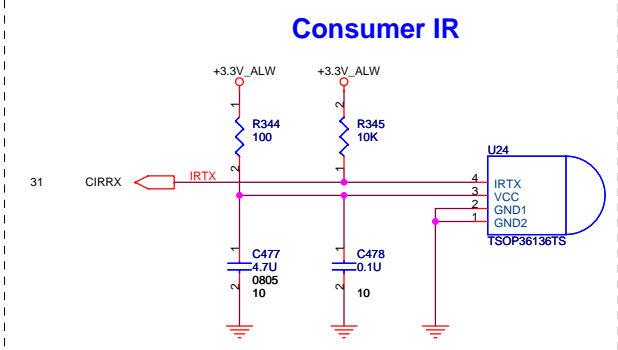 Consumer IR
+3.3V_ALW +3.3V_ALW
1 2
R344 R345
100 10K
2 1
U24
31 CIRRX IRTX
4 IRTX
3 VCC
2 GND1
1 GND2
TSOP36136TS
1 1
C477 C478
4.7U 0.1U
0805
2 2
10 10